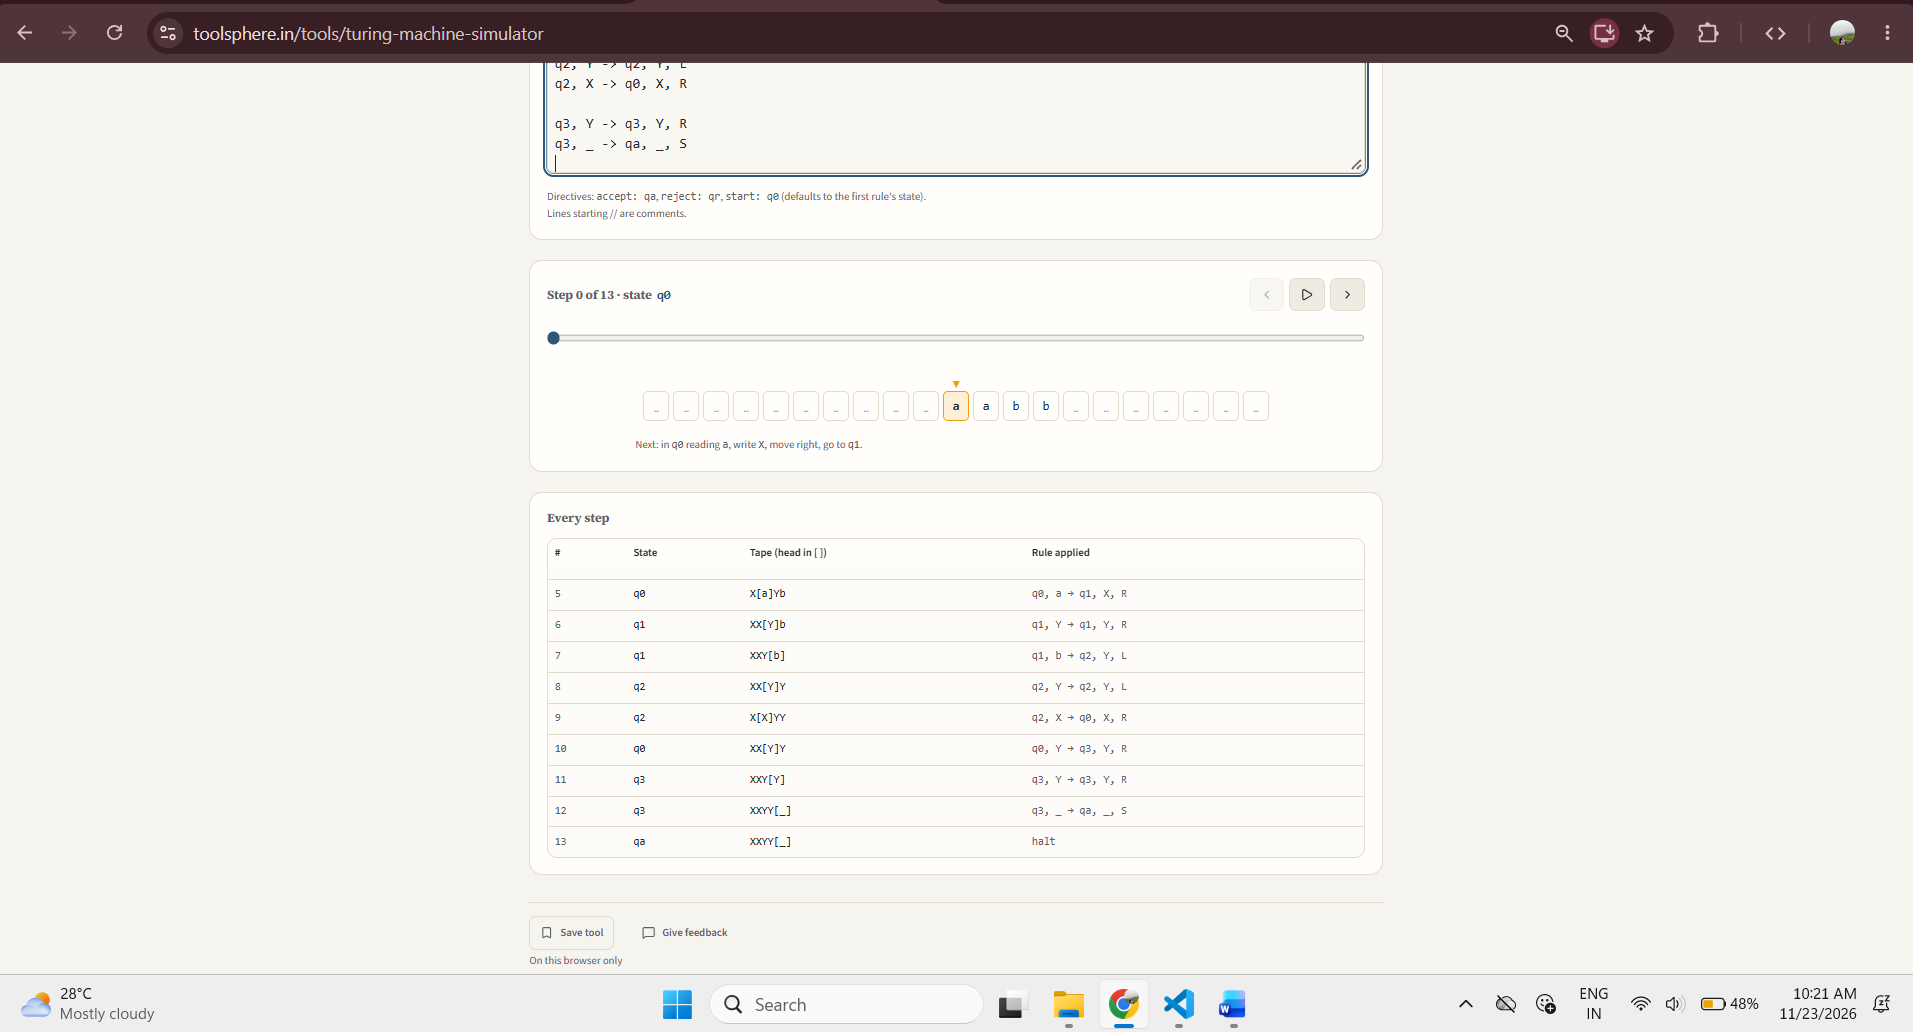 toolsphere.in/tools/turing-machine-simulator
q2, Y -> q2, Y, L
q2, X -> q0, X, R
q3, Y -> q3, Y, R
q3, _ -> qa, _, S
Directives: accept: qa, reject: qr, start: q0 (defaults to the first rule's state).
Lines starting // are comments.
Step 0 of 13 · state q0
_ _ _ _ _ _ _ _ _ _ a a b b _ _ _ _ _ _ _
Next: in q0 reading a, write X, move right, go to q1.
Every step
# State Tape (head in [ ]) Rule applied
5 q0 X[a]Yb q0, a → q1, X, R
6 q1 XX[Y]b q1, Y → q1, Y, R
7 q1 XXY[b] q1, b → q2, Y, L
8 q2 XX[Y]Y q2, Y → q2, Y, L
9 q2 X[X]YY q2, X → q0, X, R
10 q0 XX[Y]Y q0, Y → q3, Y, R
11 q3 XXY[Y] q3, Y → q3, Y, R
12 q3 XXYY[_] q3, _ → qa, _, S
13 qa XXYY[_] halt
Save tool Give feedback
On this browser only
28°C
Mostly cloudy
Search
ENG
IN
48%
10:21 AM
11/23/2026